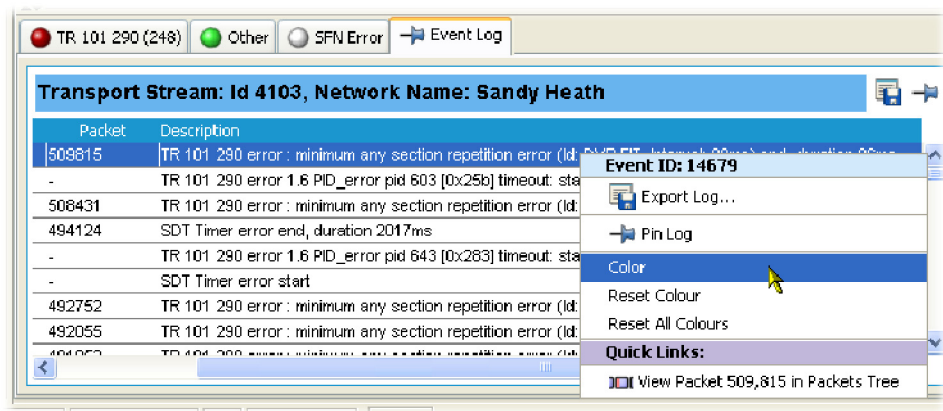 TR 101 290 (248) Other SFN Error Event Log
Transport Stream: Id 4103, Network Name: Sandy Heath
Packet Description
509815 TR 101 290 error : minimum any section repetition error (Id:
- TR 101 290 error 1.6 PID_error pid 603 [0x25b] timeout: sta
508431 TR 101 290 error : minimum any section repetition error (Id:
494124 SDT Timer error end, duration 2017ms
- TR 101 290 error 1.6 PID_error pid 643 [0x283] timeout: sta
- SDT Timer error start
492752 TR 101 290 error : minimum any section repetition error (Id:
492055 TR 101 290 error : minimum any section repetition error (Id:
Event ID: 14679
Export Log...
Pin Log
Color
Reset Colour
Reset All Colours
Quick Links:
View Packet 509,815 in Packets Tree